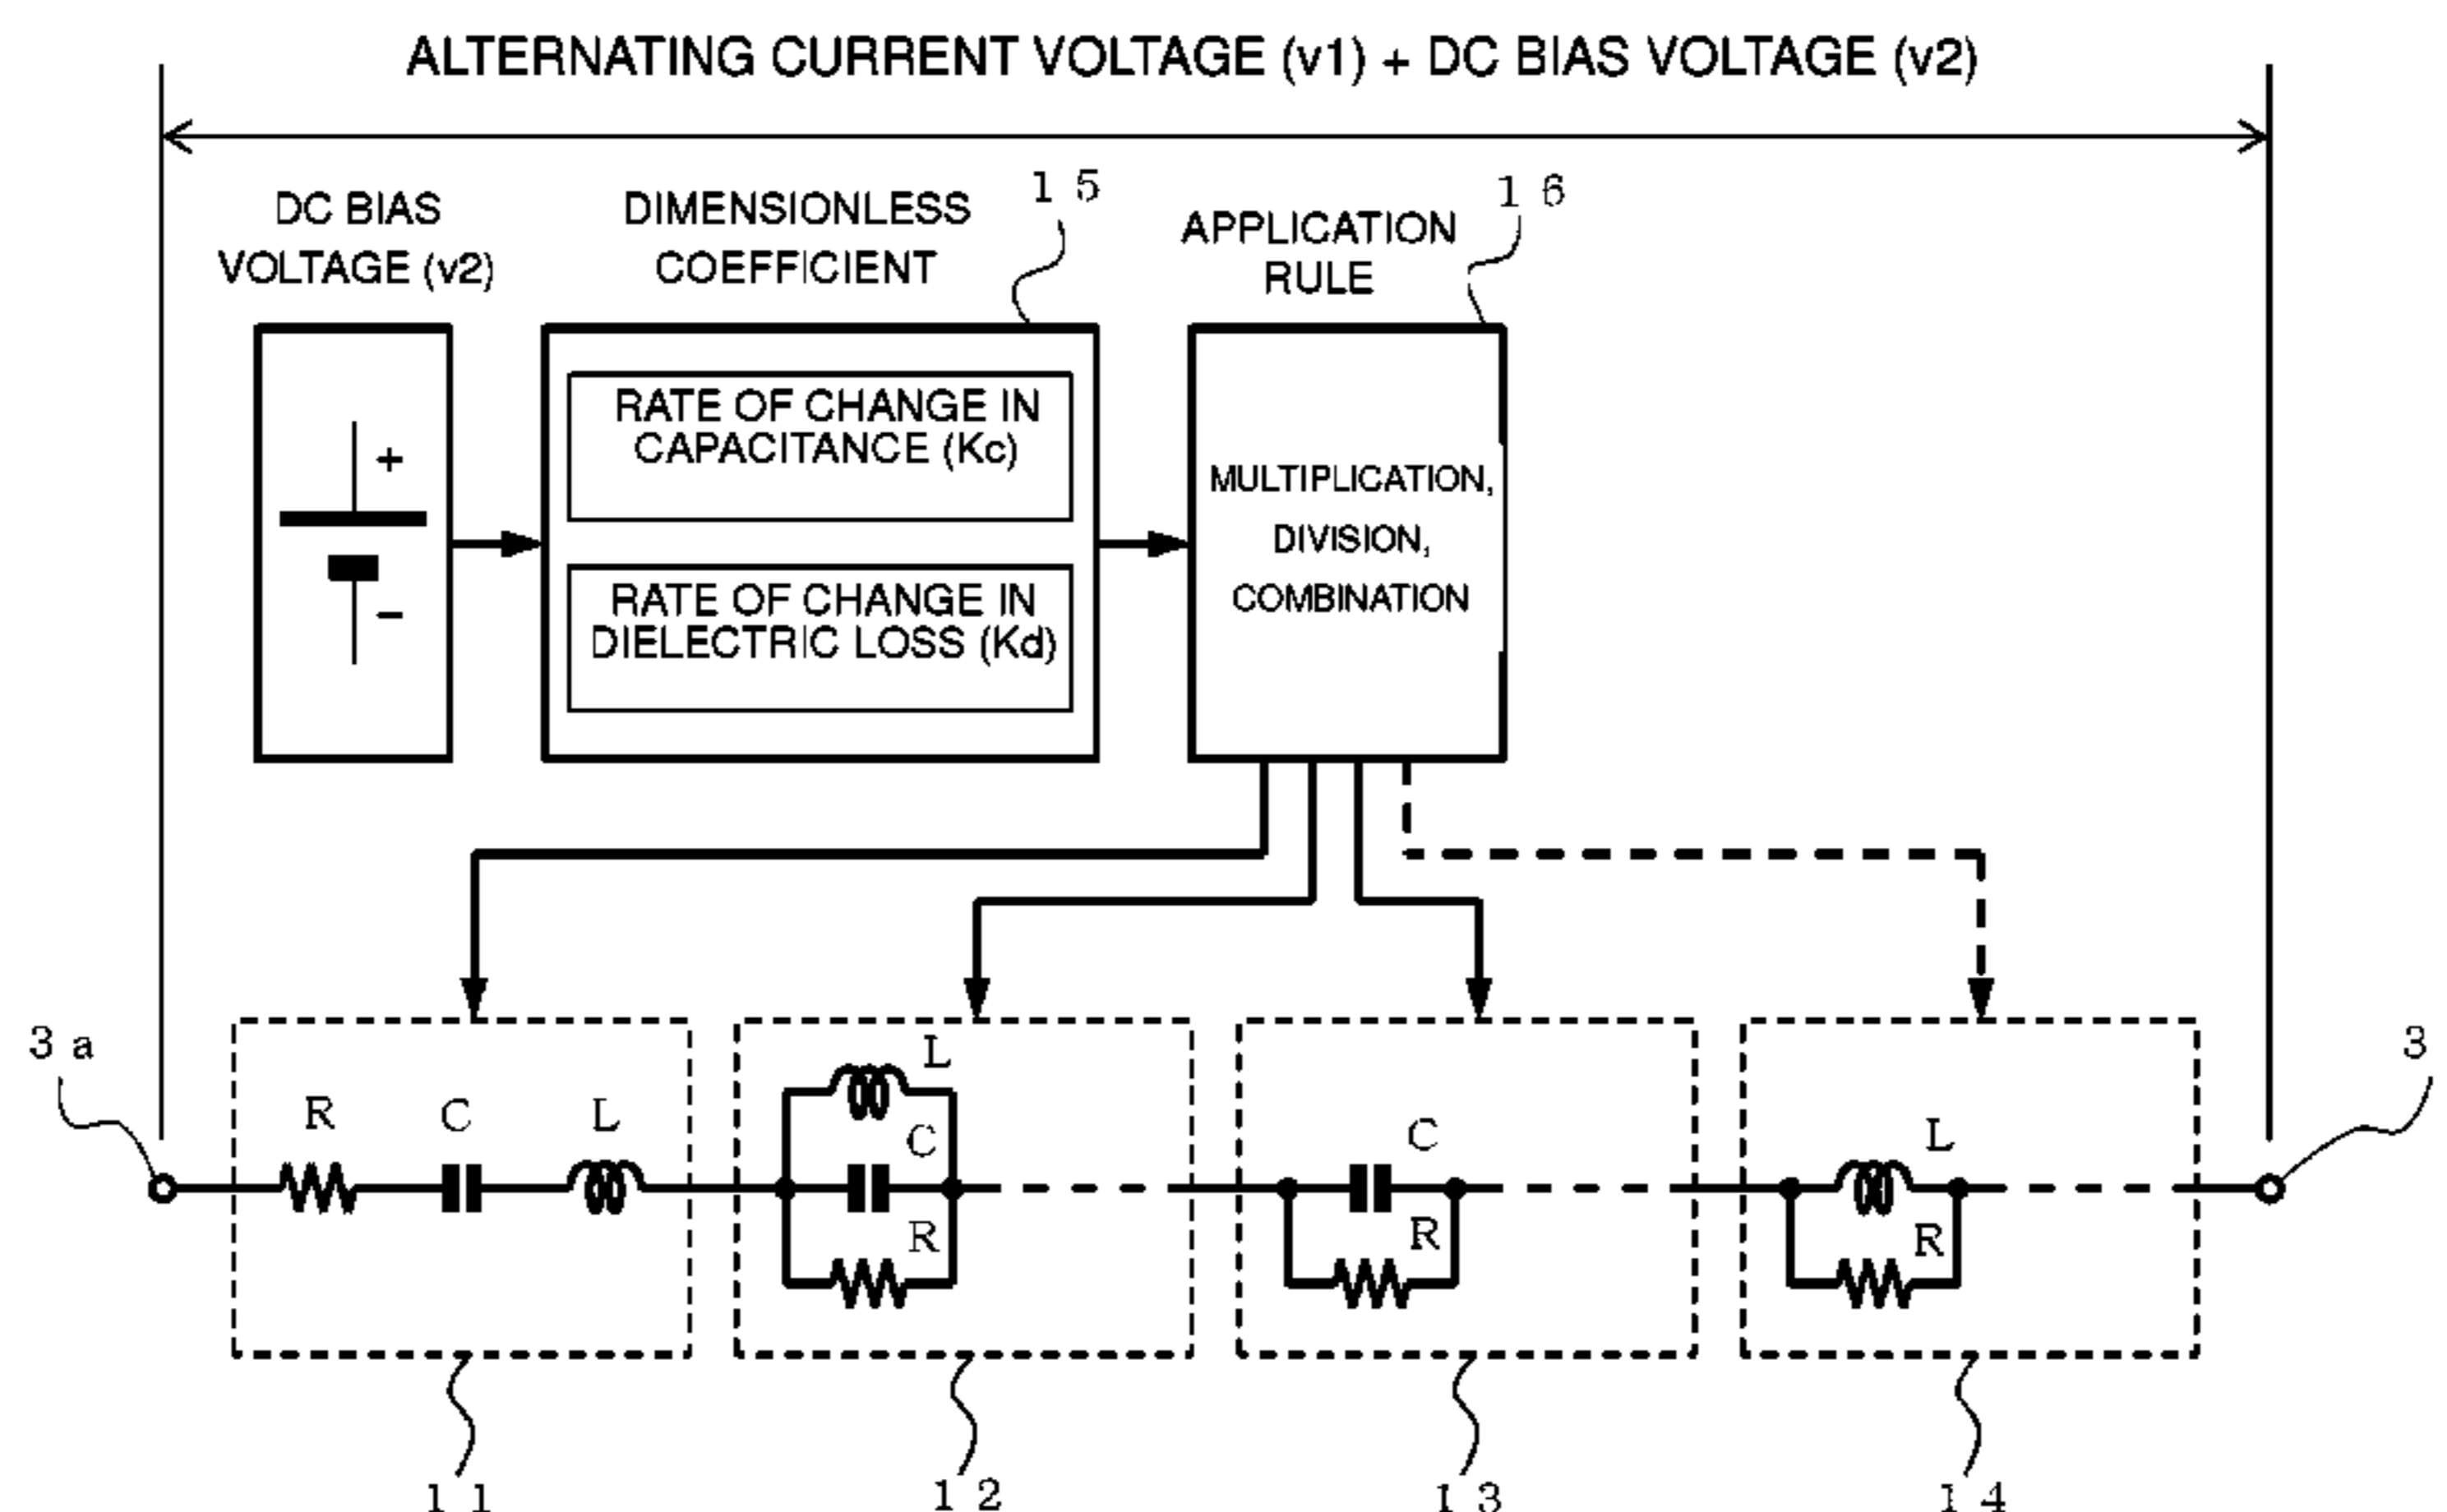 ALTERNATING CURRENT VOLTAGE (v1) + DC BIAS VOLTAGE (v2)
DC BIAS
VOLTAGE (v2)
DIMENSIONLESS
COEFFICIENT
15
APPLICATION
RULE
16
+
−
RATE OF CHANGE IN
CAPACITANCE (Kc)
RATE OF CHANGE IN
DIELECTRIC LOSS (Kd)
MULTIPLICATION,
DIVISION,
COMBINATION
3a
R C L
L
C
R
C
R
L
R
3
11
12
13
14